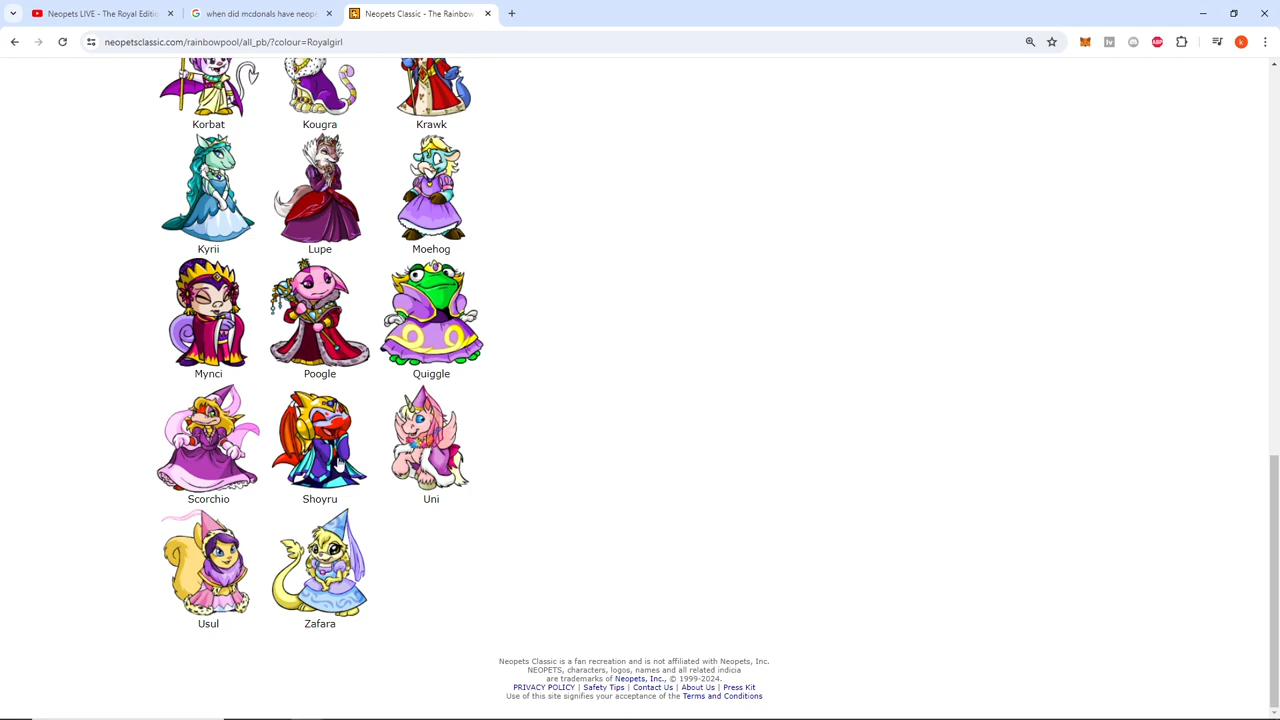 Neopets LIVE - The Royal Editi
when did mcdonals have neop
Neopets Classic - The Rainbow
neopetsclassic.com/rainbowpool/all_pb/?colour=Royalgirl
ABP
k
Korbat Kougra Krawk
Kyrii Lupe Moehog
Mynci Poogle Quiggle
Scorchio Shoyru Uni
Usul Zafara
Neopets Classic is a fan recreation and is not affiliated with Neopets, Inc.
NEOPETS, characters, logos, names and all related indicia
are trademarks of Neopets, Inc., © 1999-2024.
PRIVACY POLICY | Safety Tips | Contact Us | About Us | Press Kit
Use of this site signifies your acceptance of the Terms and Conditions